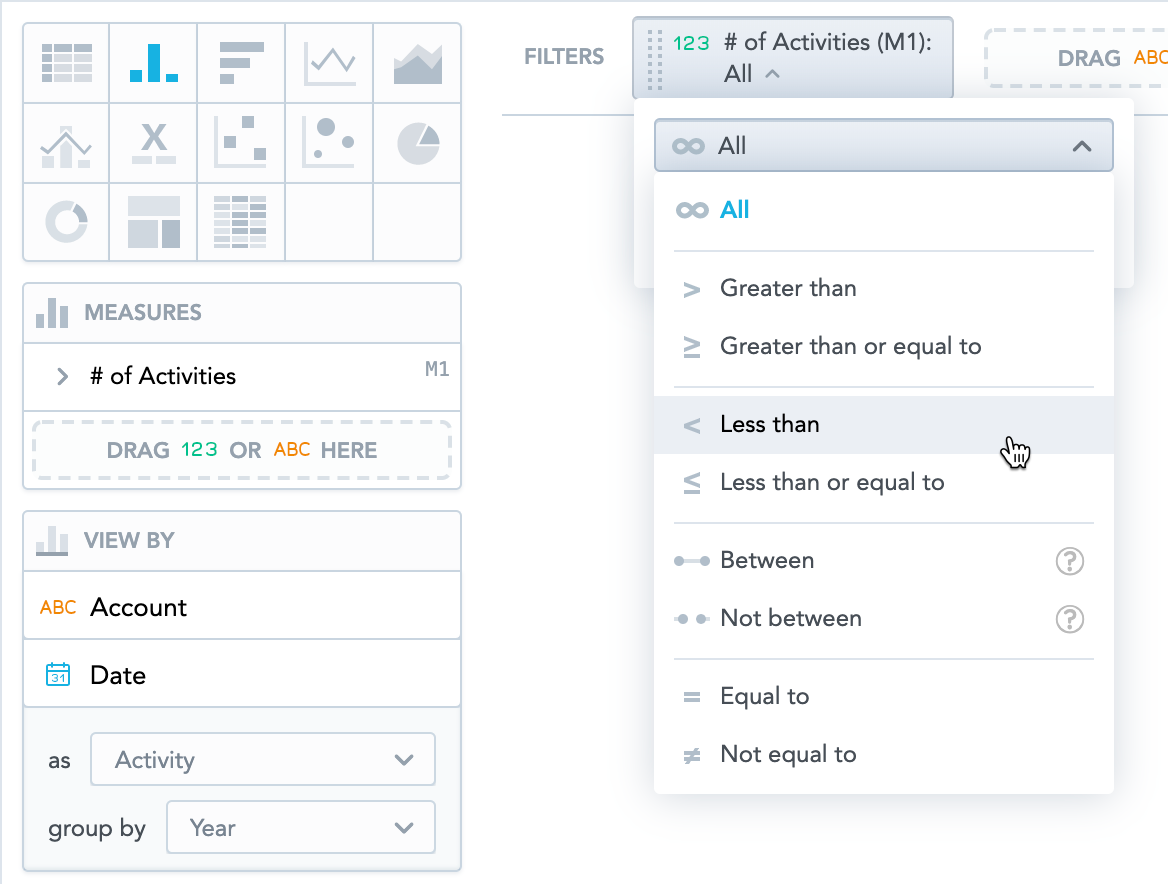 FILTERS
123 # of Activities (M1):
All
DRAG ABC
All
All
> Greater than
≥ Greater than or equal to
< Less than
≤ Less than or equal to
Between ?
Not between ?
= Equal to
≠ Not equal to
X
MEASURES
# of Activities M1
DRAG 123 OR ABC HERE
VIEW BY
ABC Account
31 Date
as Activity
group by Year